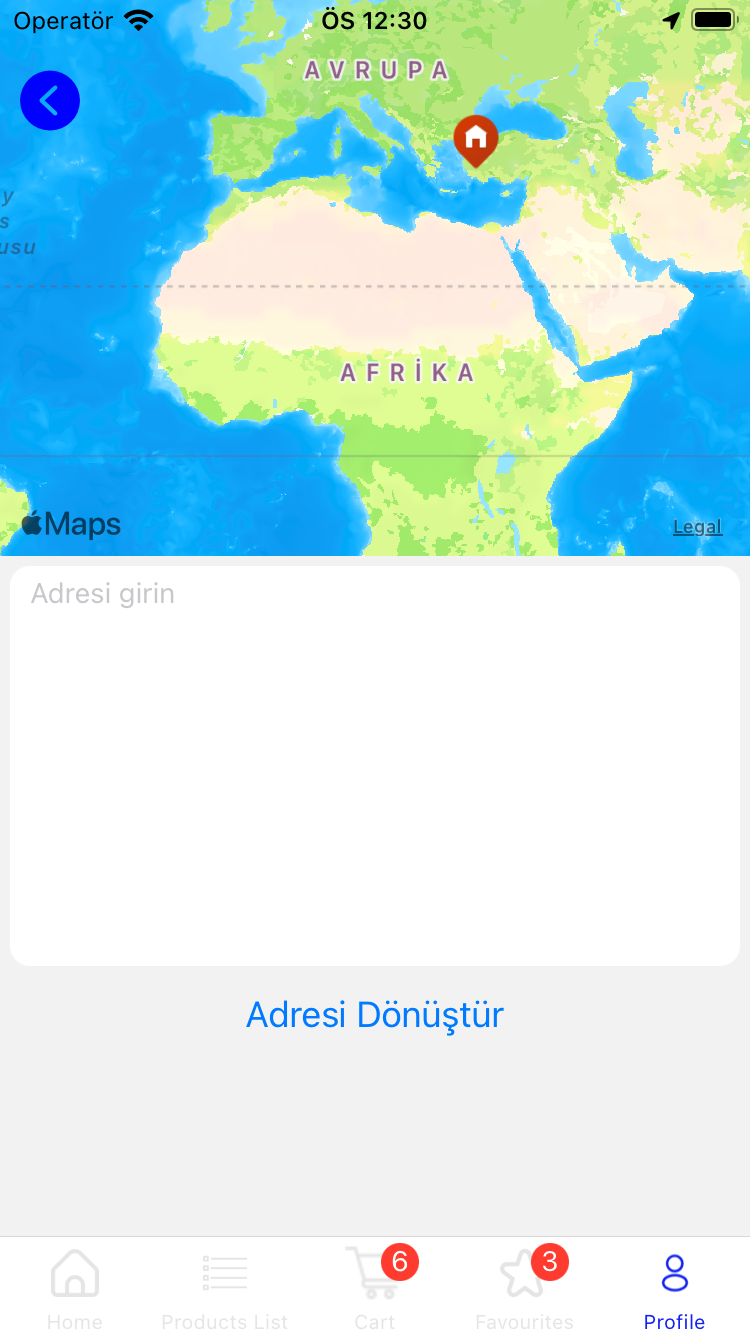 Operatör ÖS 12:30
AVRUPA
y
s
usu
AFRİKA
Maps
Legal
Adresi girin
Adresi Dönüştür
6 3
Home Products List Cart Favourites Profile